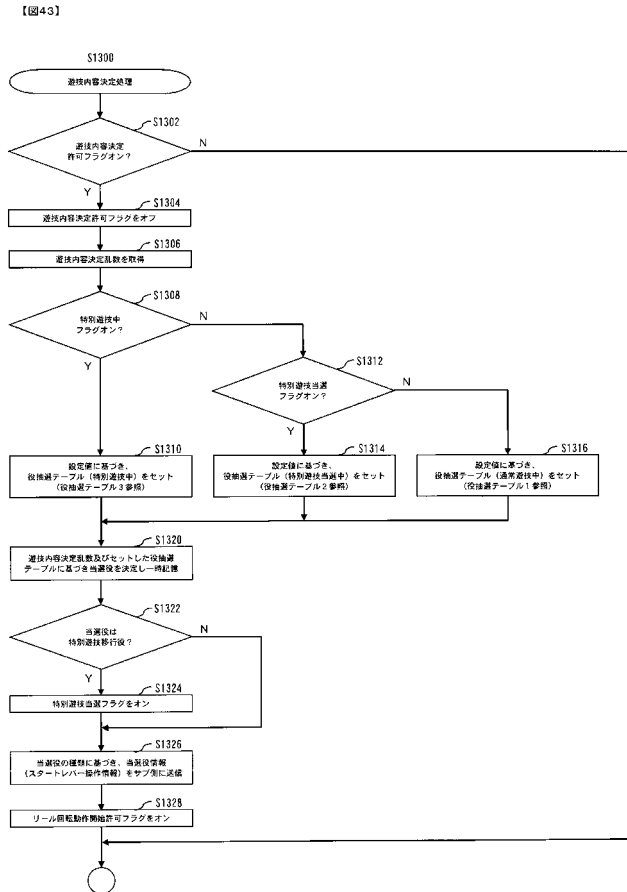 【図43】
S1300
遊技内容決定処理
S1302
遊技内容決定
許可フラグオン？
N
Y
S1304
遊技内容決定許可フラグをオフ
S1306
遊技内容決定乱数を取得
S1308
特別遊技中
フラグオン？
N
Y
S1312
特別遊技当選
フラグオン？
N
Y
S1310
設定値に基づき、
役抽選テーブル（特別遊技中）をセット
（役抽選テーブル３参照）
S1314
設定値に基づき、
役抽選テーブル（特別遊技当選中）をセット
（役抽選テーブル２参照）
S1316
設定値に基づき、
役抽選テーブル（通常遊技中）をセット
（役抽選テーブル１参照）
S1320
遊技内容決定乱数及びセットした役抽選
テーブルに基づき当選役を決定し一時記憶
S1322
当選役は
特別遊技移行役？
N
Y
S1324
特別遊技当選フラグをオン
S1326
当選役の種類に基づき、当選役情報
（スタートレバー操作情報）をサブ側に送信
S1328
リール回転動作開始許可フラグをオン